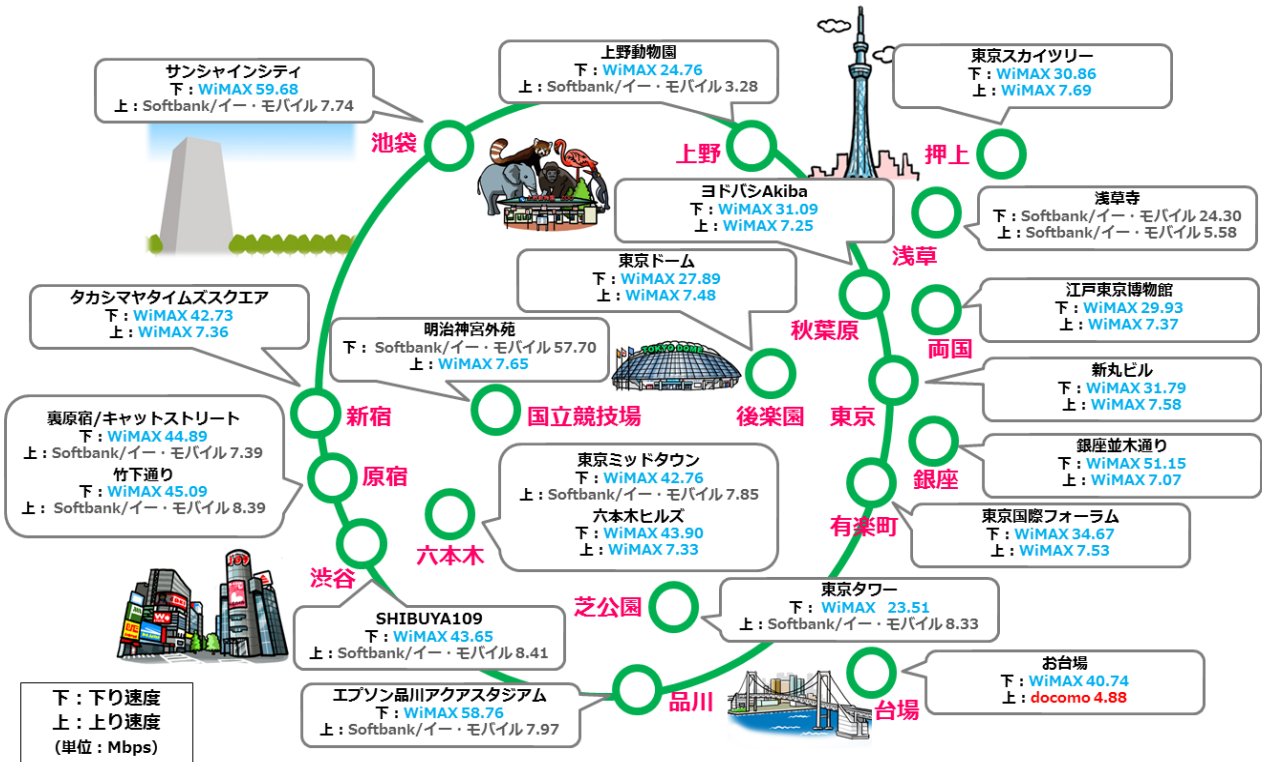 サンシャインシティ
下：WiMAX 59.68
上：Softbank/イー・モバイル 7.74
池袋
上野動物園
下：WiMAX 24.76
上：Softbank/イー・モバイル 3.28
上野
東京スカイツリー
下：WiMAX 30.86
上：WiMAX 7.69
押上
ヨドバシAkiba
下：WiMAX 31.09
上：WiMAX 7.25
秋葉原
浅草寺
下：Softbank/イー・モバイル 24.30
上：Softbank/イー・モバイル 5.58
浅草
東京ドーム
下：WiMAX 27.89
上：WiMAX 7.48
TOKYO DOME
後楽園
江戸東京博物館
下：WiMAX 29.93
上：WiMAX 7.37
両国
タカシマヤタイムズスクエア
下：WiMAX 42.73
上：WiMAX 7.36
新宿
明治神宮外苑
下： Softbank/イー・モバイル 57.70
上：WiMAX 7.65
国立競技場
新丸ビル
下：WiMAX 31.79
上：WiMAX 7.58
東京
裏原宿/キャットストリート
下：WiMAX 44.89
上：Softbank/イー・モバイル 7.39
竹下通り
下：WiMAX 45.09
上： Softbank/イー・モバイル 8.39
原宿
東京ミッドタウン
下：WiMAX 42.76
上：Softbank/イー・モバイル 7.85
六本木ヒルズ
下：WiMAX 43.90
上：WiMAX 7.33
六本木
銀座並木通り
下：WiMAX 51.15
上：WiMAX 7.07
銀座
東京国際フォーラム
下：WiMAX 34.67
上：WiMAX 7.53
有楽町
渋谷
SHIBUYA109
下：WiMAX 43.65
上：Softbank/イー・モバイル 8.41
芝公園
東京タワー
下： WiMAX 23.51
上：Softbank/イー・モバイル 8.33
エプソン品川アクアスタジアム
下：WiMAX 58.76
上：Softbank/イー・モバイル 7.97
品川
お台場
下：WiMAX 40.74
上：docomo 4.88
台場
下：下り速度
上：上り速度
(単位：Mbps)